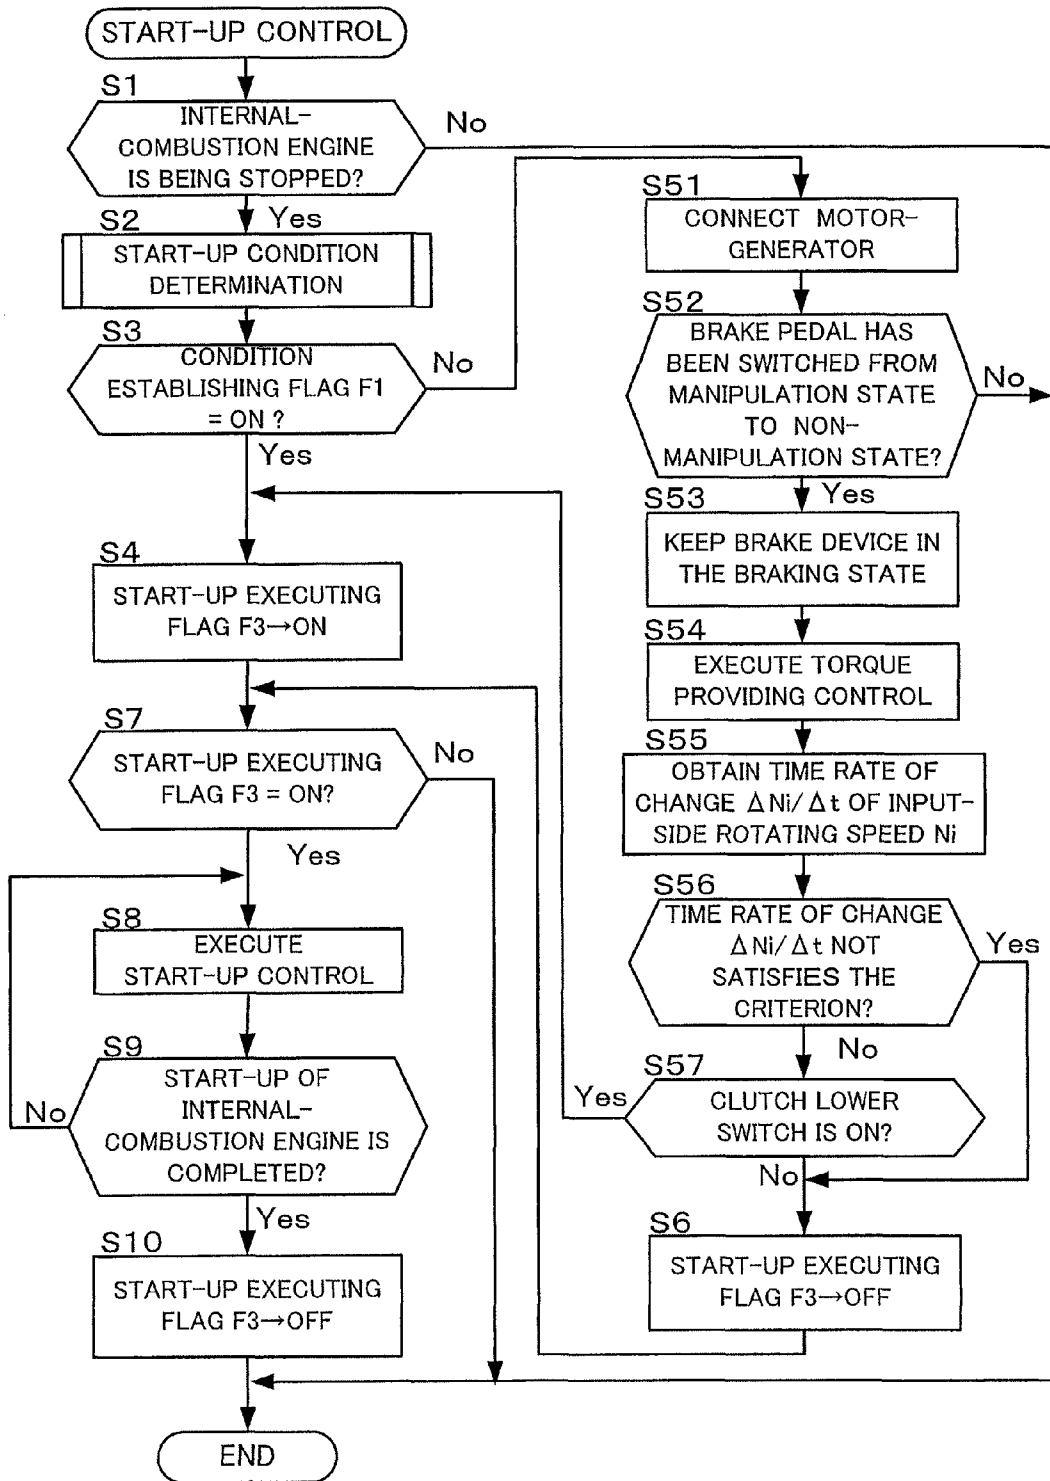 START-UP CONTROL
S1
INTERNAL-
COMBUSTION ENGINE
IS BEING STOPPED?
No
Yes
S2
START-UP CONDITION
DETERMINATION
S3
CONDITION
ESTABLISHING FLAG F1
= ON ?
No
Yes
S4
START-UP EXECUTING
FLAG F3→ON
S7
START-UP EXECUTING
FLAG F3 = ON?
No
Yes
S8
EXECUTE
START-UP CONTROL
S9
START-UP OF
INTERNAL-
COMBUSTION ENGINE IS
COMPLETED?
No
Yes
S10
START-UP EXECUTING
FLAG F3→OFF
END
S51
CONNECT MOTOR-
GENERATOR
S52
BRAKE PEDAL HAS
BEEN SWITCHED FROM
MANIPULATION STATE
TO NON-
MANIPULATION STATE?
No
Yes
S53
KEEP BRAKE DEVICE IN
THE BRAKING STATE
S54
EXECUTE TORQUE
PROVIDING CONTROL
S55
OBTAIN TIME RATE OF
CHANGE ΔNi/Δt OF INPUT-
SIDE ROTATING SPEED Ni
S56
TIME RATE OF CHANGE
ΔNi/Δt NOT
SATISFIES THE
CRITERION?
Yes
No
S57
CLUTCH LOWER
SWITCH IS ON?
Yes
No
S6
START-UP EXECUTING
FLAG F3→OFF